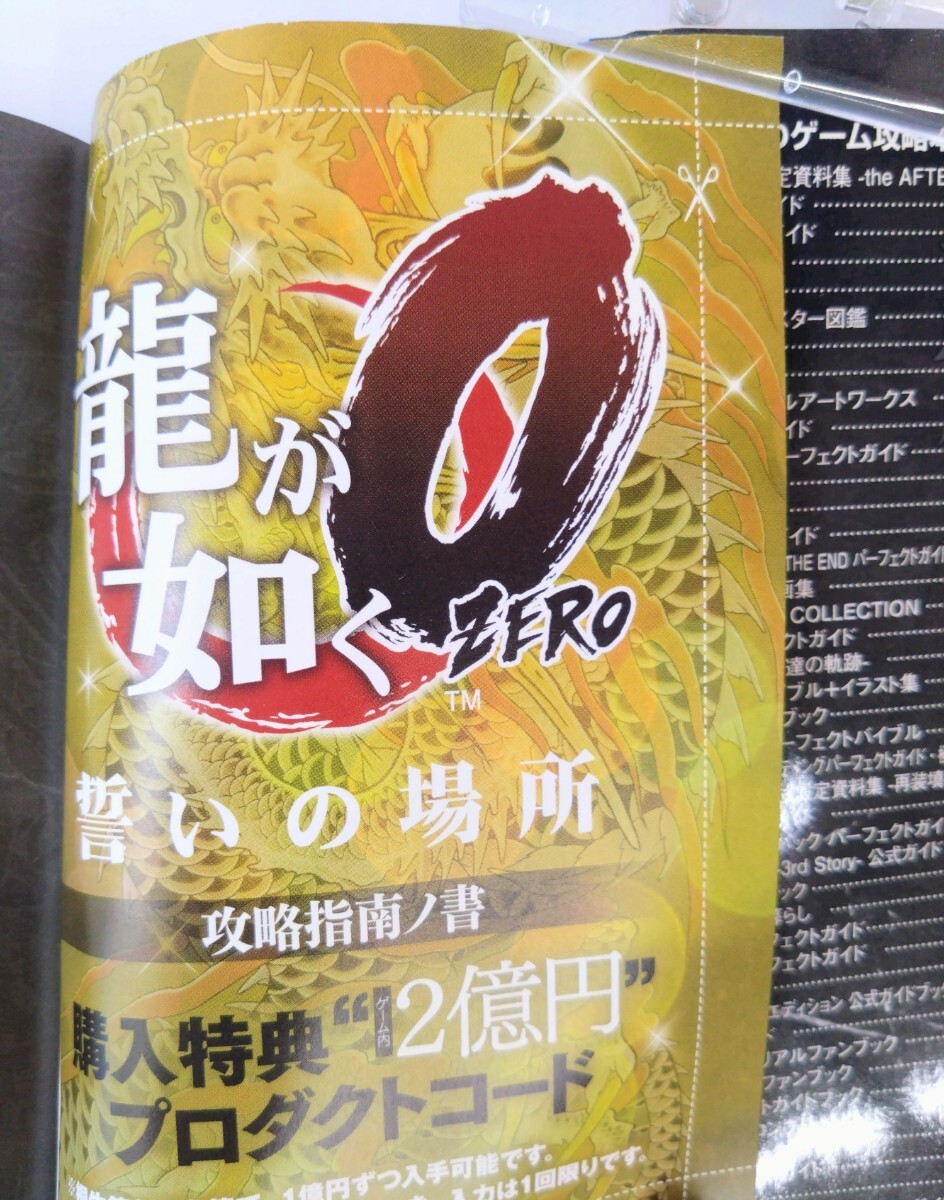 龍が
如く
0
ZERO
TM
誓いの場所
攻略指南ノ書
購入特典“ゲーム内2億円”
プロダクトコード
1億円ずつ入手可能です。
入力は1回限りです。
ゲーム攻略
定資料集 -the AFTE
イド
イド
スター図鑑
ルアートワークス
イド
ーフェクトガイド
イド
THE END パーフェクトガイ
画集
COLLECTION
クトガイド
達の軌跡-
ブル+イラスト集
ブック
ーフェクトバイブル
ングパーフェクトガイド
定資料集 -再装填
ック・パーフェクトガイ
3rd Story- 公式ガイド
ック
暮らし
フェクトガイド
フェクトガイド
エディション 公式ガイドブック
リアルファンブック
ファンブック
ガイドブック
イド